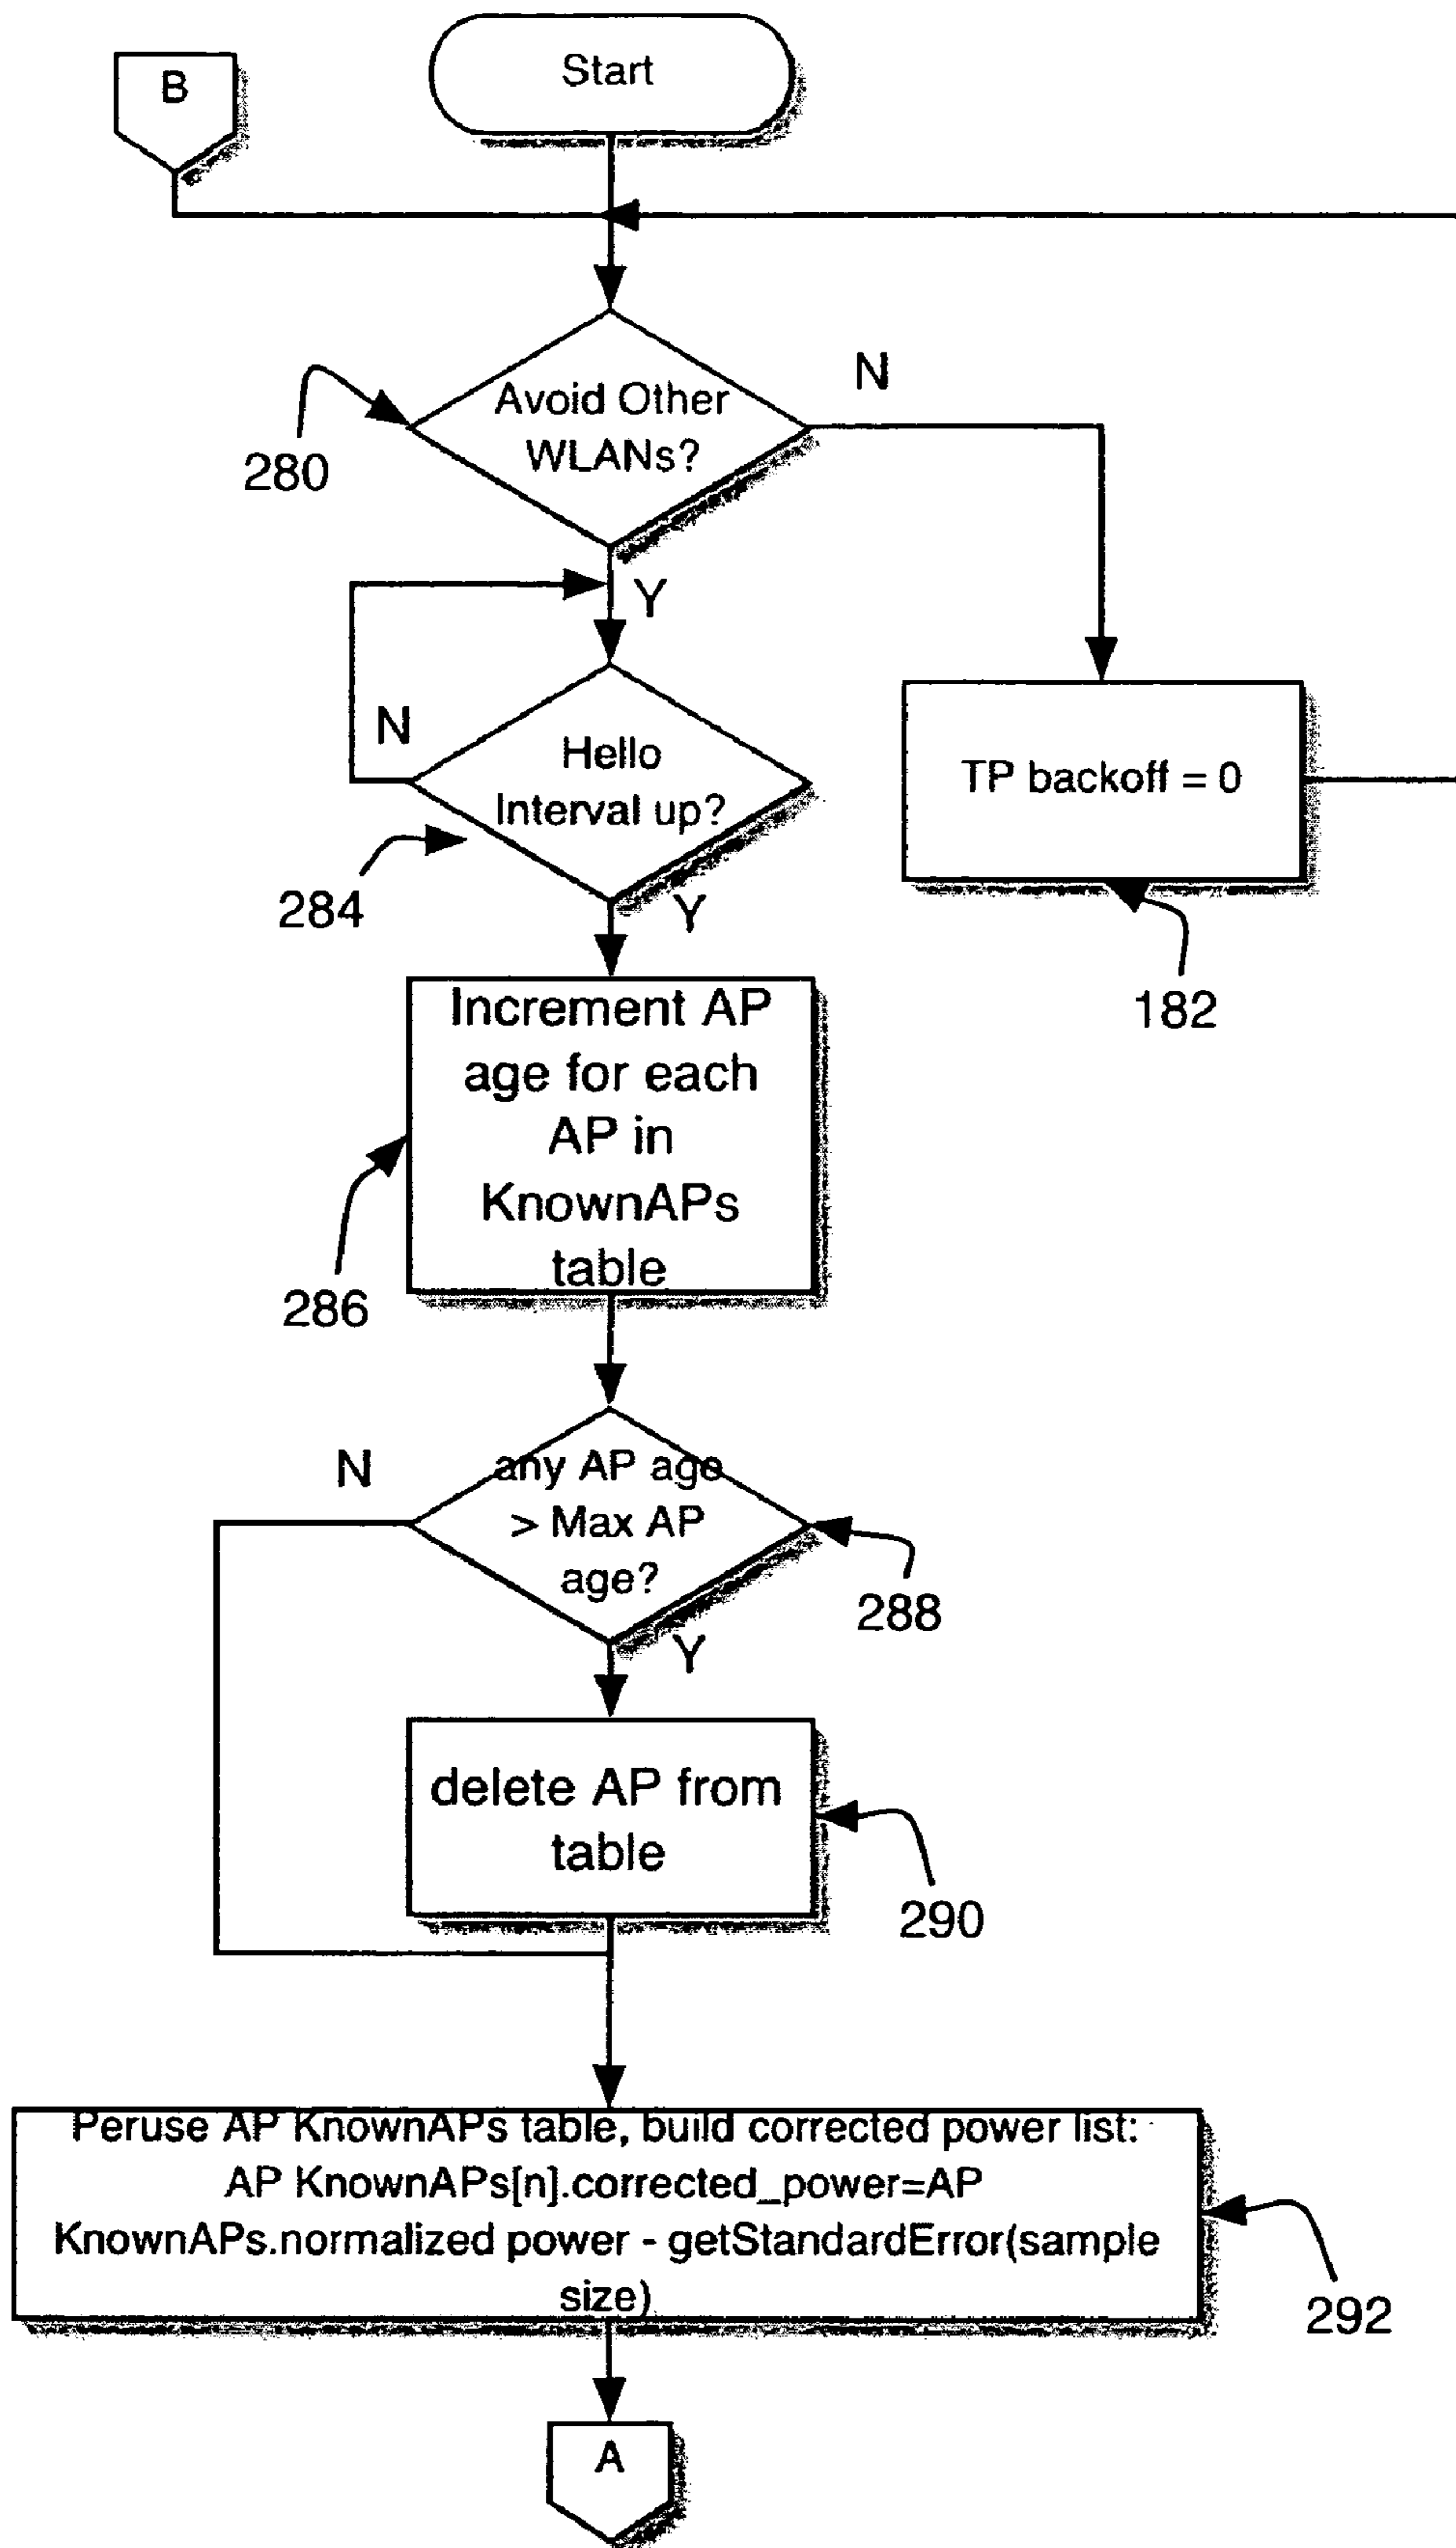 B
Start
Avoid Other
WLANs?
N
280
Y
N
Hello
Interval up?
TP backoff = 0
284
Y
182
Increment AP
age for each
AP in
KnownAPs
table
286
N
any AP age
> Max AP
age?
288
Y
delete AP from
table
290
Peruse AP KnownAPs table, build corrected power list:
AP KnownAPs[n].corrected_power=AP
KnownAPs.normalized power - getStandardError(sample
size)
292
A